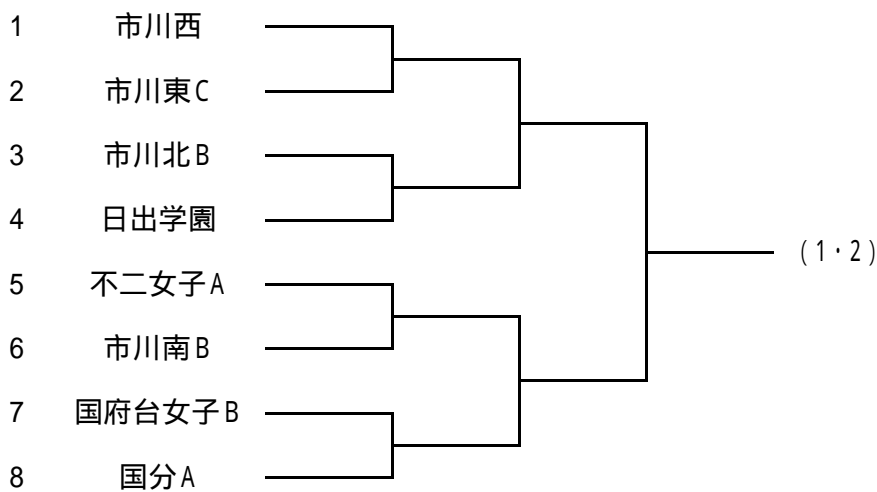 1 市川西
2 市川東C
3 市川北B
4 日出学園
(1・2)
5 不二女子A
6 市川南B
7 国府台女子B
8 国分A